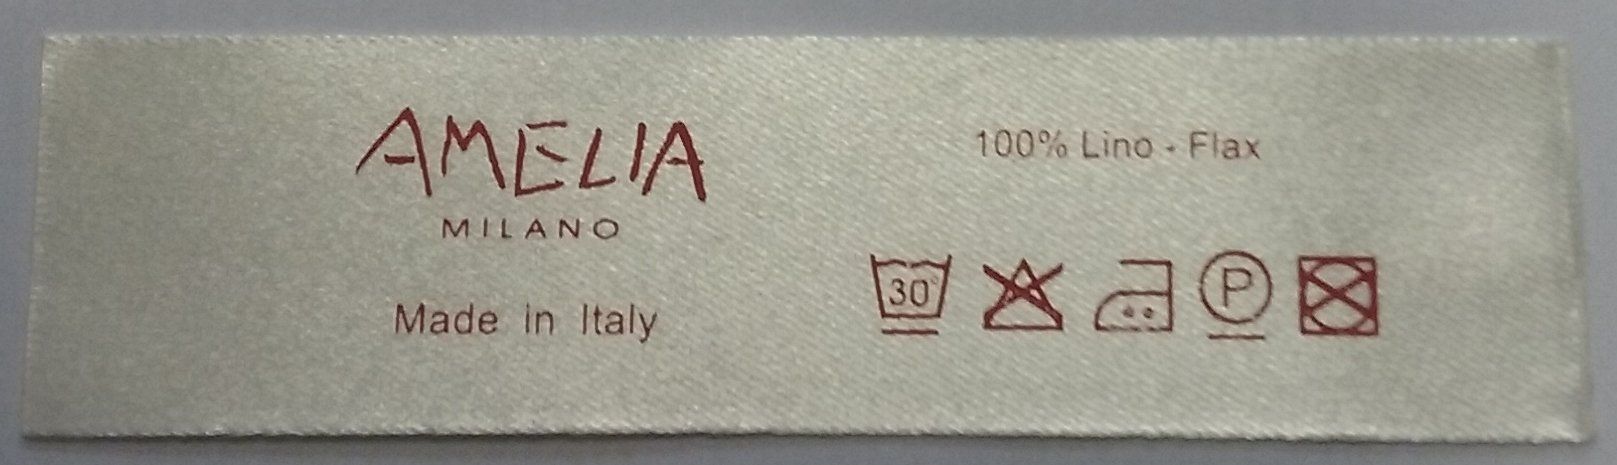 AMELIA
MILANO
Made in Italy
100% Lino - Flax
30°
P